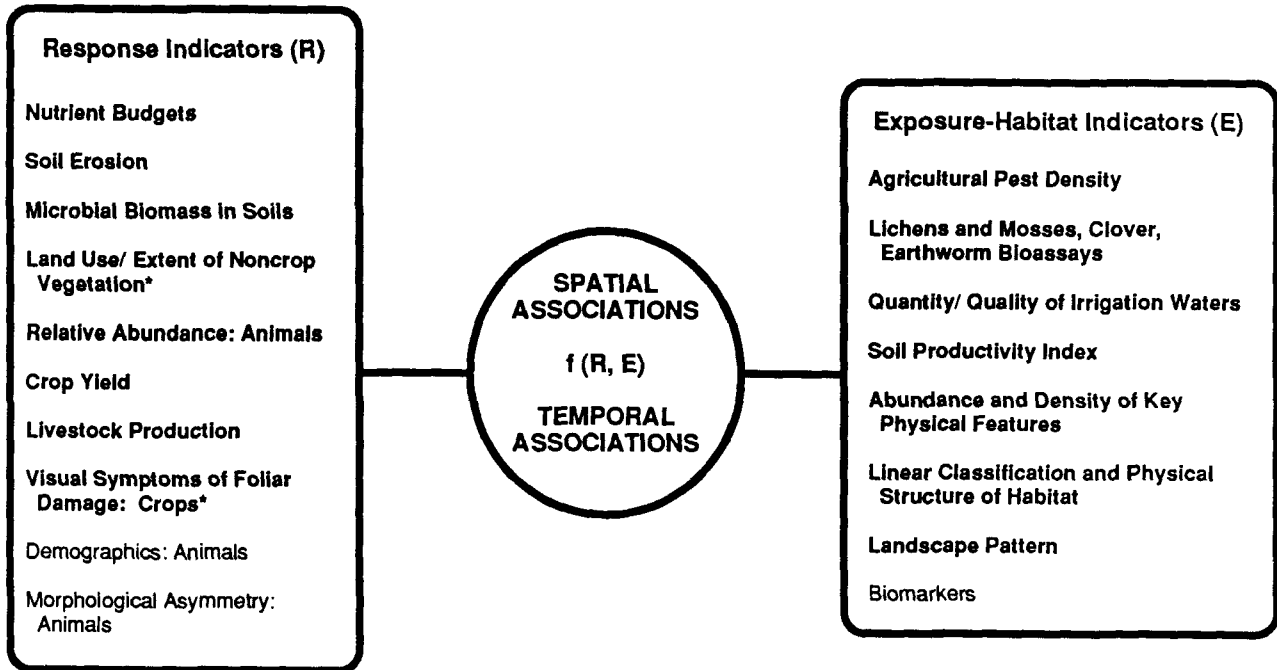 Response Indicators (R)
Nutrient Budgets
Soil Erosion
Microbial Biomass in Soils
Land Use/ Extent of Noncrop
Vegetation*
Relative Abundance: Animals
Crop Yield
Livestock Production
Visual Symptoms of Foliar
Damage: Crops*
Demographics: Animals
Morphological Asymmetry:
Animals
SPATIAL
ASSOCIATIONS
f (R, E)
TEMPORAL
ASSOCIATIONS
Exposure-Habitat Indicators (E)
Agricultural Pest Density
Lichens and Mosses, Clover,
Earthworm Bioassays
Quantity/ Quality of Irrigation Waters
Soil Productivity Index
Abundance and Density of Key
Physical Features
Linear Classification and Physical
Structure of Habitat
Landscape Pattern
Biomarkers